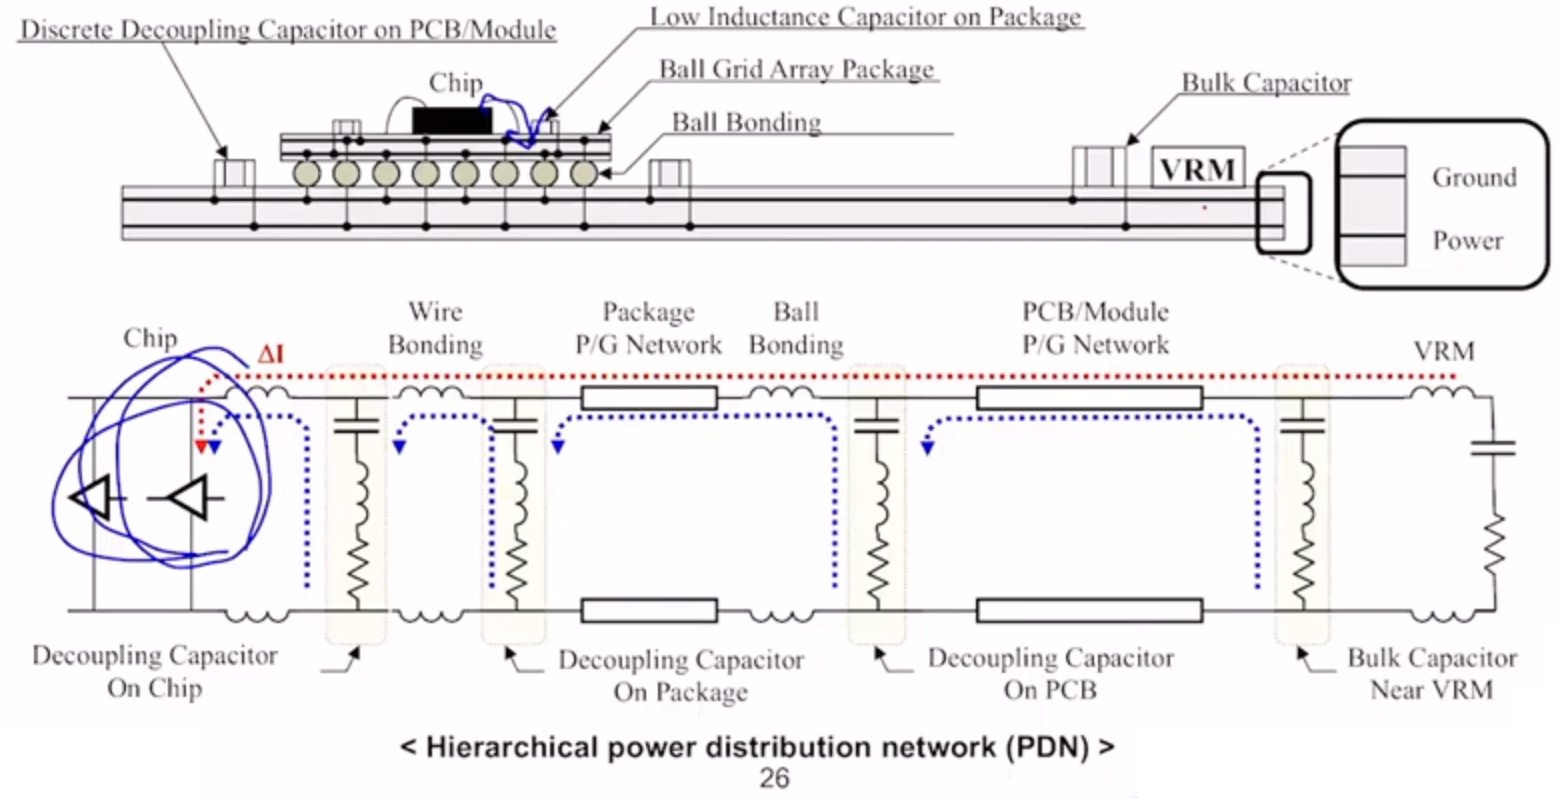 Discrete Decoupling Capacitor on PCB/Module
Low Inductance Capacitor on Package
Chip
Ball Grid Array Package
Bulk Capacitor
Ball Bonding
VRM
Ground
Power
Wire
Bonding
Package
P/G Network
Ball
Bonding
PCB/Module
P/G Network
Chip
ΔI
VRM
Decoupling Capacitor
On Chip
Decoupling Capacitor
On Package
Decoupling Capacitor
On PCB
Bulk Capacitor
Near VRM
< Hierarchical power distribution network (PDN) >
26